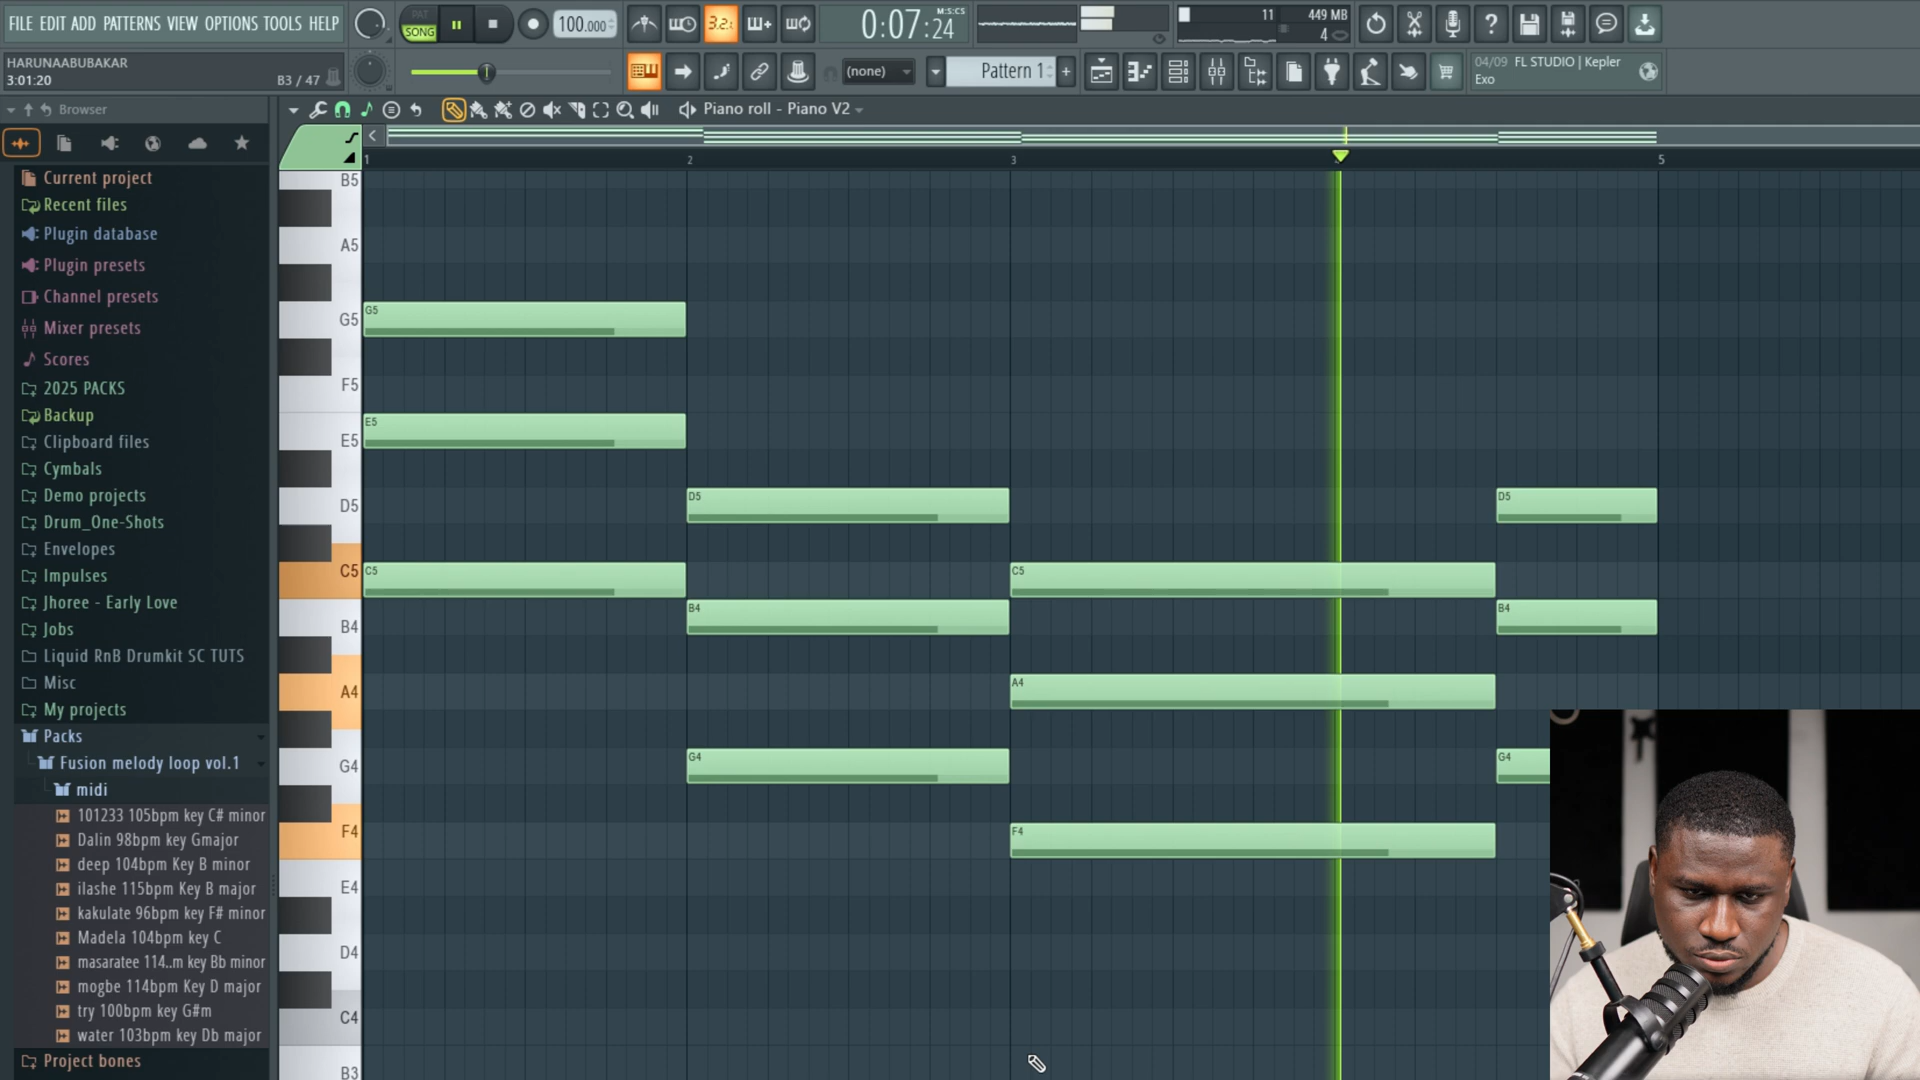 FILE EDIT ADD PATTERNS VIEW OPTIONS TOOLS HELP
PAT
SONG
100.000
3.2.
0:07:24
M:S:CS
11
449 MB
4
HARUNAABUBAKAR
3:01:20
B3 / 47
(none)
Pattern 1
04/09 FL STUDIO | Kepler
Exo
Browser
Piano roll - Piano V2
Current project
Recent files
Plugin database
Plugin presets
Channel presets
Mixer presets
Scores
2025 PACKS
Backup
Clipboard files
Cymbals
Demo projects
Drum_One-Shots
Envelopes
Impulses
Jhoree - Early Love
Jobs
Liquid RnB Drumkit SC TUTS
Misc
My projects
Packs
Fusion melody loop vol.1
midi
101233 105bpm key C# minor
Dalin 98bpm key Gmajor
deep 104bpm Key B minor
ilashe 115bpm Key B major
kakulate 96bpm key F# minor
Madela 104bpm key C
masaratee 114..m key Bb minor
mogbe 114bpm Key D major
try 100bpm key G#m
water 103bpm key Db major
Project bones
1
2
3
5
B5
A5
G5
F5
E5
D5
C5
B4
A4
G4
F4
E4
D4
C4
B3
G5
E5
D5
D5
C5
C5
B4
B4
A4
G4
G4
F4